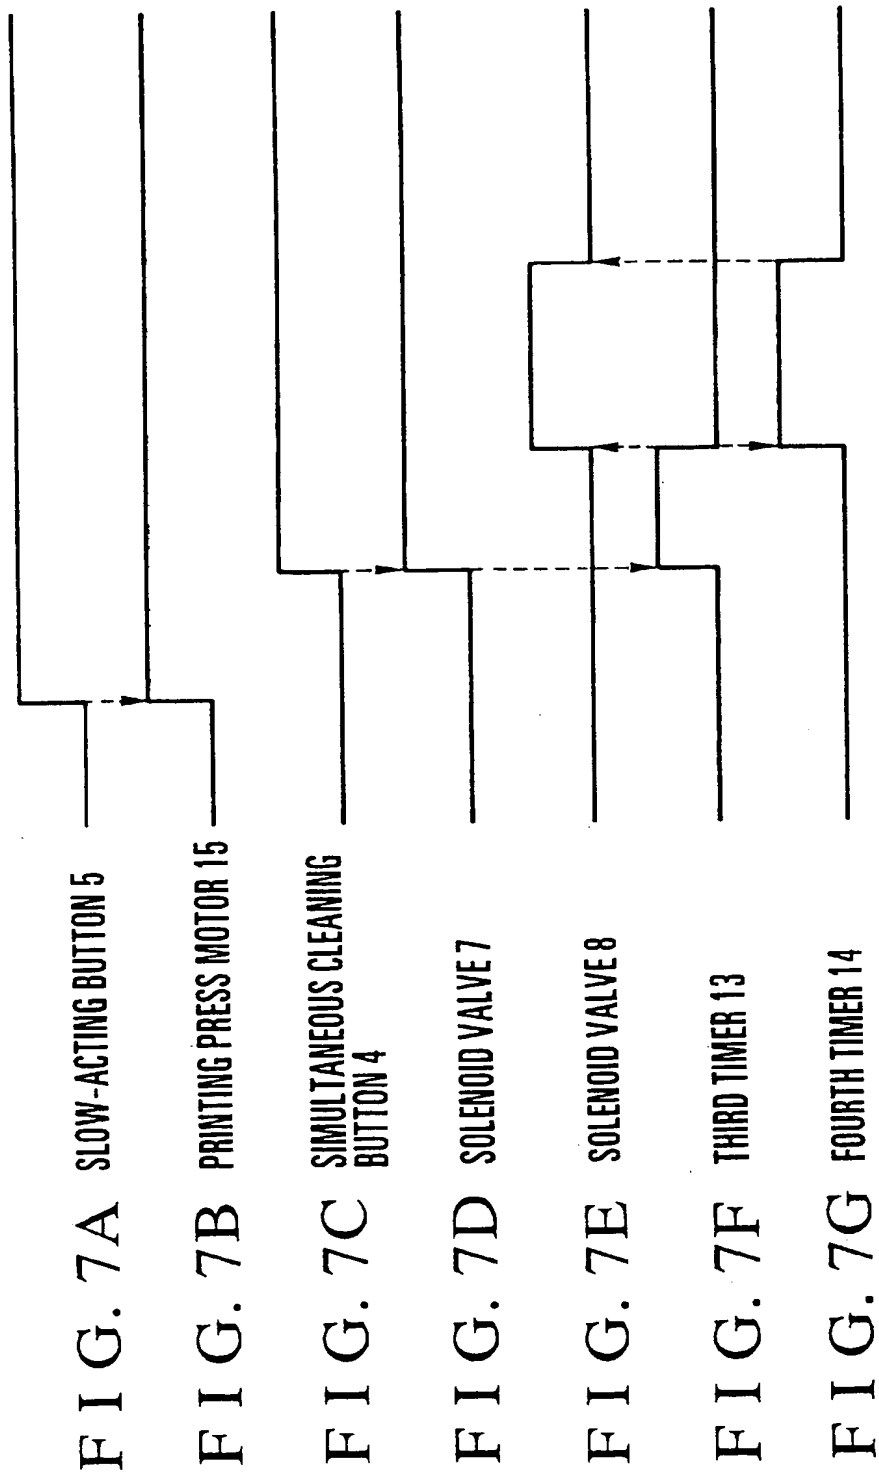 FIG. 7A SLOW-ACTING BUTTON 5
FIG. 7B PRINTING PRESS MOTOR 15
FIG. 7C SIMULTANEOUS CLEANING
BUTTON 4
FIG. 7D SOLENOID VALVE 7
FIG. 7E SOLENOID VALVE 8
FIG. 7F THIRD TIMER 13
FIG. 7G FOURTH TIMER 14